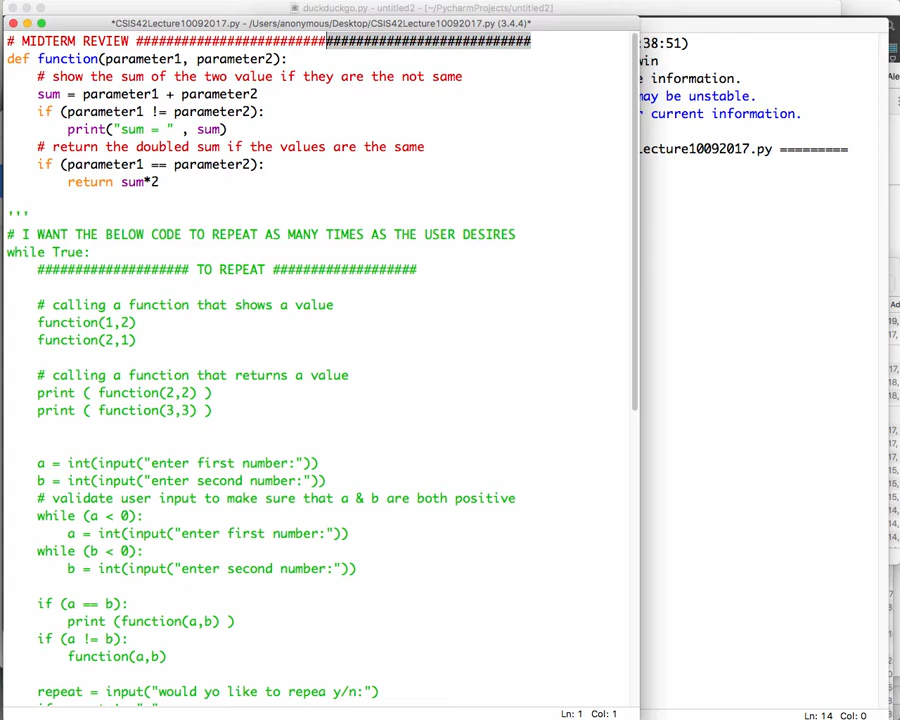 duckduckgo.py - untitled2 - [~/PycharmProjects/untitled2]
*CSIS42Lecture10092017.py - /Users/anonymous/Desktop/CSIS42Lecture10092017.py (3.4.4)*
# MIDTERM REVIEW ####################################################
def function(parameter1, parameter2):
    # show the sum of the two value if they are the not same
    sum = parameter1 + parameter2
    if (parameter1 != parameter2):
        print("sum = " , sum)
    # return the doubled sum if the values are the same
    if (parameter1 == parameter2):
        return sum*2
'''
# I WANT THE BELOW CODE TO REPEAT AS MANY TIMES AS THE USER DESIRES
while True:
    #################### TO REPEAT ###################
    # calling a function that shows a value
    function(1,2)
    function(2,1)
    # calling a function that returns a value
    print ( function(2,2) )
    print ( function(3,3) )
    a = int(input("enter first number:"))
    b = int(input("enter second number:"))
    # validate user input to make sure that a & b are both positive
    while (a < 0):
        a = int(input("enter first number:"))
    while (b < 0):
        b = int(input("enter second number:"))
    if (a == b):
        print (function(a,b) )
    if (a != b):
        function(a,b)
    repeat = input("would yo like to repea y/n:")
Ln: 1 Col: 1
:38:51)
win
e information.
may be unstable.
r current information.
Lecture10092017.py =========
Ln: 14 Col: 0